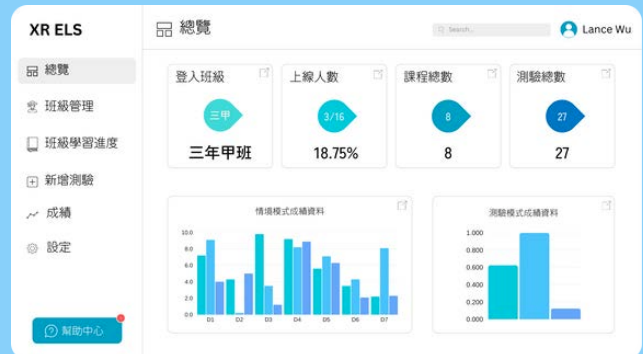 XR ELS
總覽
Search...
Lance Wu
總覽
班級管理
班級學習進度
新增測驗
成績
設定
幫助中心
登入班級
三甲
三年甲班
上線人數
3/16
18.75%
課程總數
8
8
測驗總數
27
27
情境模式成績資料
10.0
8.0
6.0
4.0
2.0
0.0
D1 D2 D3 D4 D5 D6 D7
測驗模式成績資料
1.000
0.800
0.600
0.400
0.200
0.000